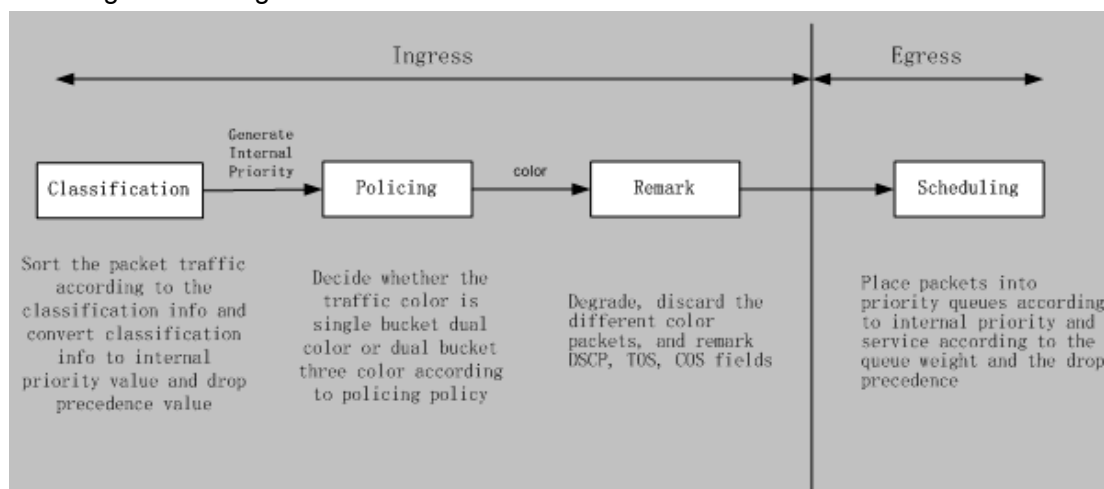 Ingress
Egress
Generate
Internal
Priority
color
Classification
Policing
Remark
Scheduling
Sort the packet traffic
according to the
classification info and
convert classification
info to internal
priority value and drop
precedence value
Decide whether the
traffic color is
single bucket dual
color or dual bucket
three color according
to policing policy
Degrade, discard the
different color
packets, and remark
DSCP, TOS, COS fields
Place packets into
priority queues according
to internal priority and
service according to the
queue weight and the drop
precedence